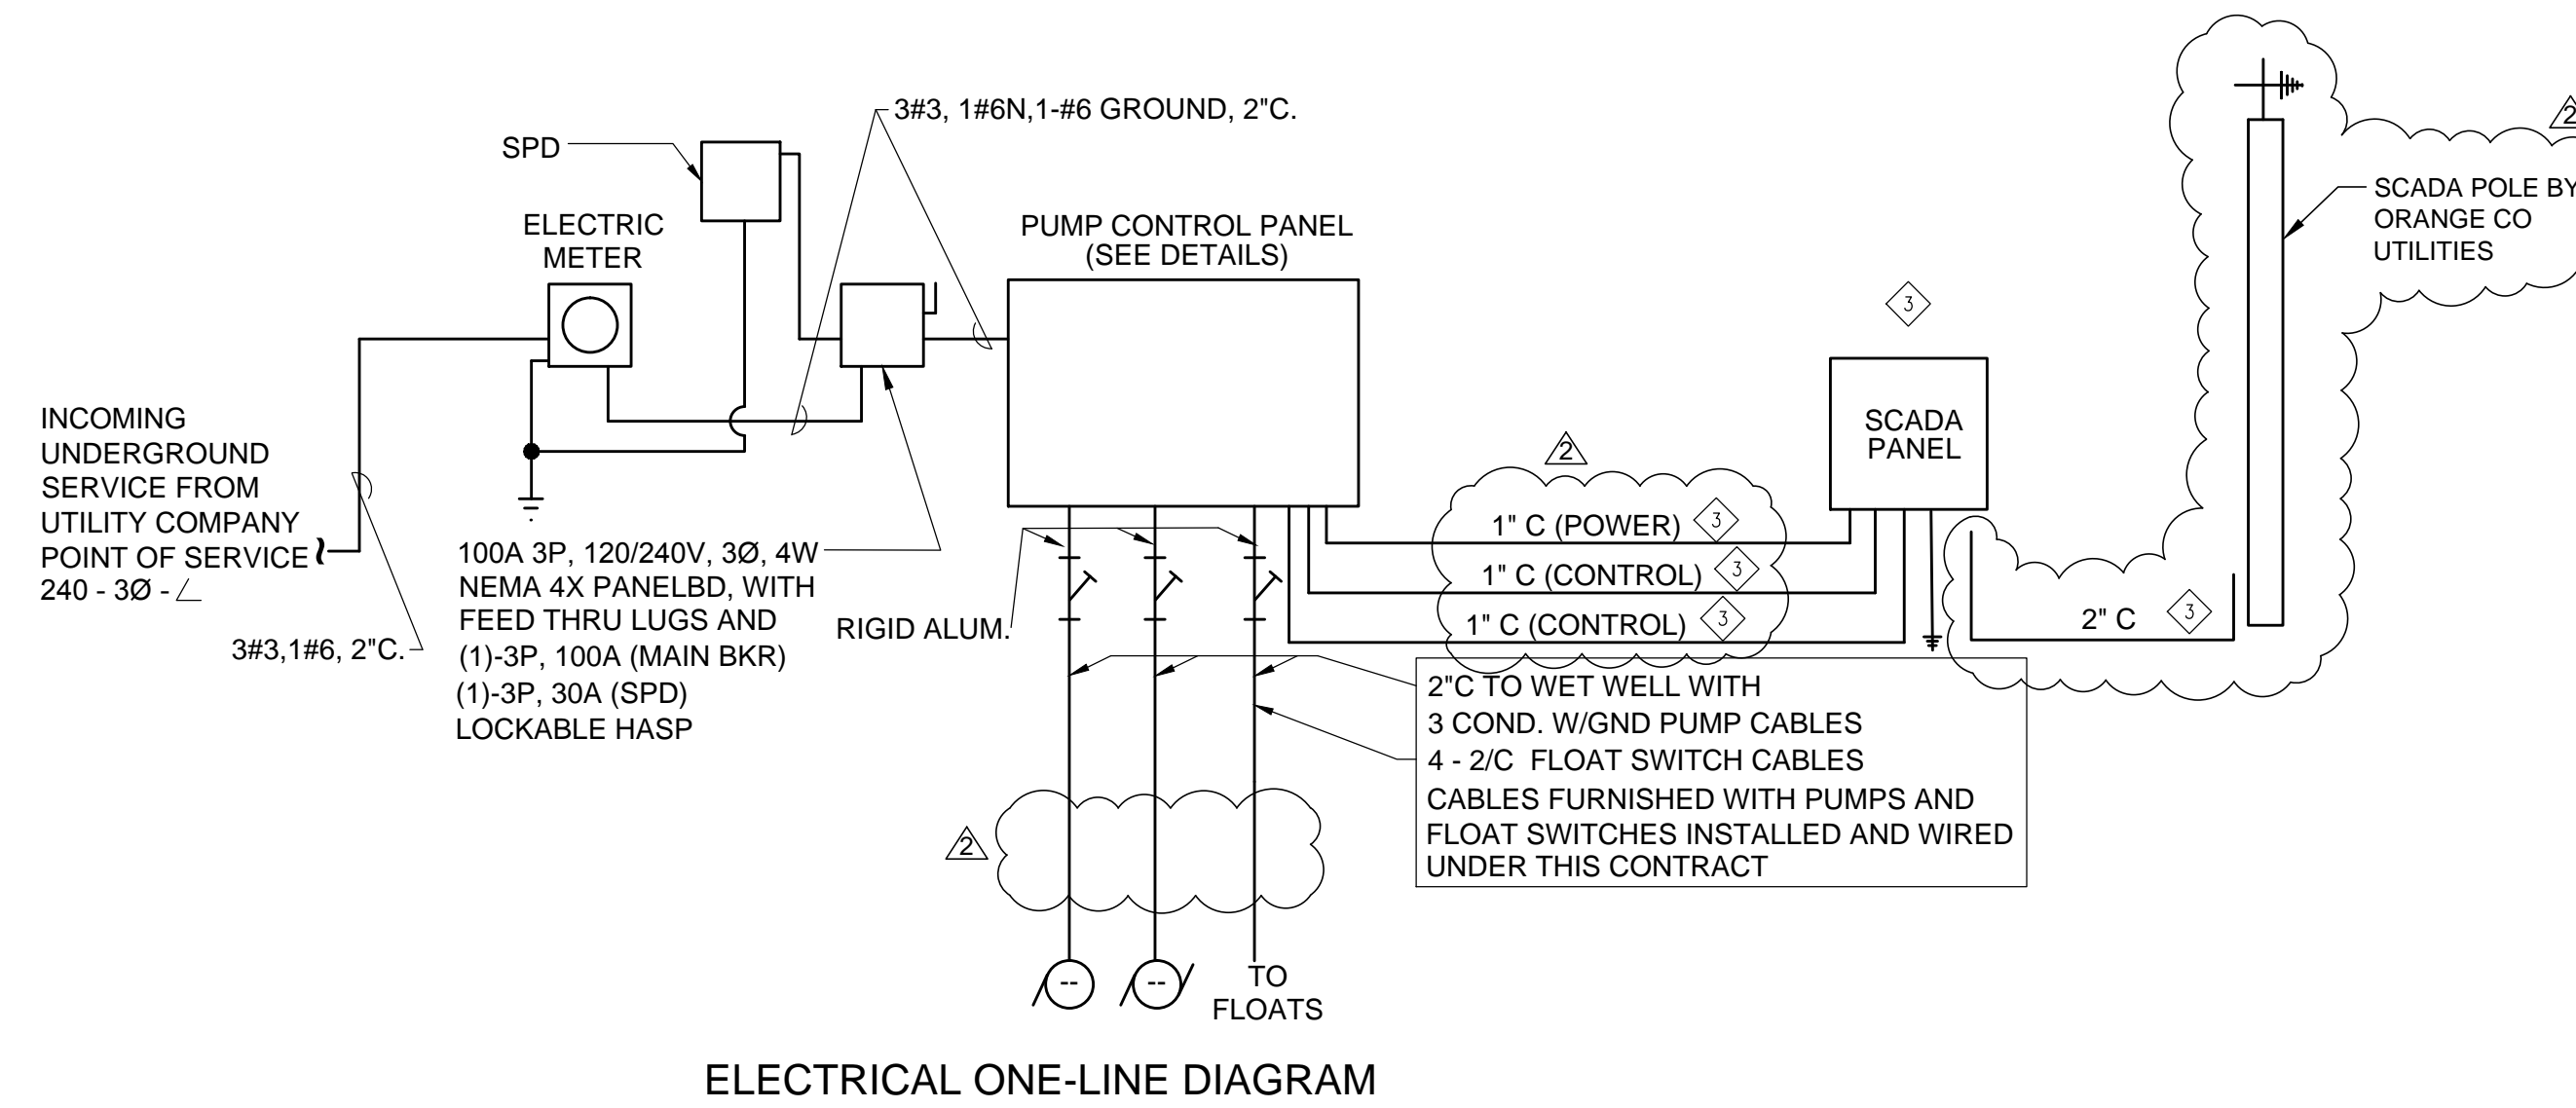 3#3, 1#6N,1-#6 GROUND, 2"C.
SPD
ELECTRIC
METER
PUMP CONTROL PANEL
(SEE DETAILS)
2
SCADA POLE BY
ORANGE CO
UTILITIES
3
SCADA
PANEL
INCOMING
UNDERGROUND
SERVICE FROM
UTILITY COMPANY
POINT OF SERVICE
240 - 3Ø -
3#3,1#6, 2"C.
100A 3P, 120/240V, 3Ø, 4W
NEMA 4X PANELBD, WITH
FEED THRU LUGS AND
(1)-3P, 100A (MAIN BKR)
(1)-3P, 30A (SPD)
LOCKABLE HASP
RIGID ALUM.
2
1" C (POWER) 3
1" C (CONTROL) 3
1" C (CONTROL) 3
2" C 3
2"C TO WET WELL WITH
3 COND. W/GND PUMP CABLES
4 - 2/C FLOAT SWITCH CABLES
CABLES FURNISHED WITH PUMPS AND
FLOAT SWITCHES INSTALLED AND WIRED
UNDER THIS CONTRACT
2
--
--
TO
FLOATS
ELECTRICAL ONE-LINE DIAGRAM